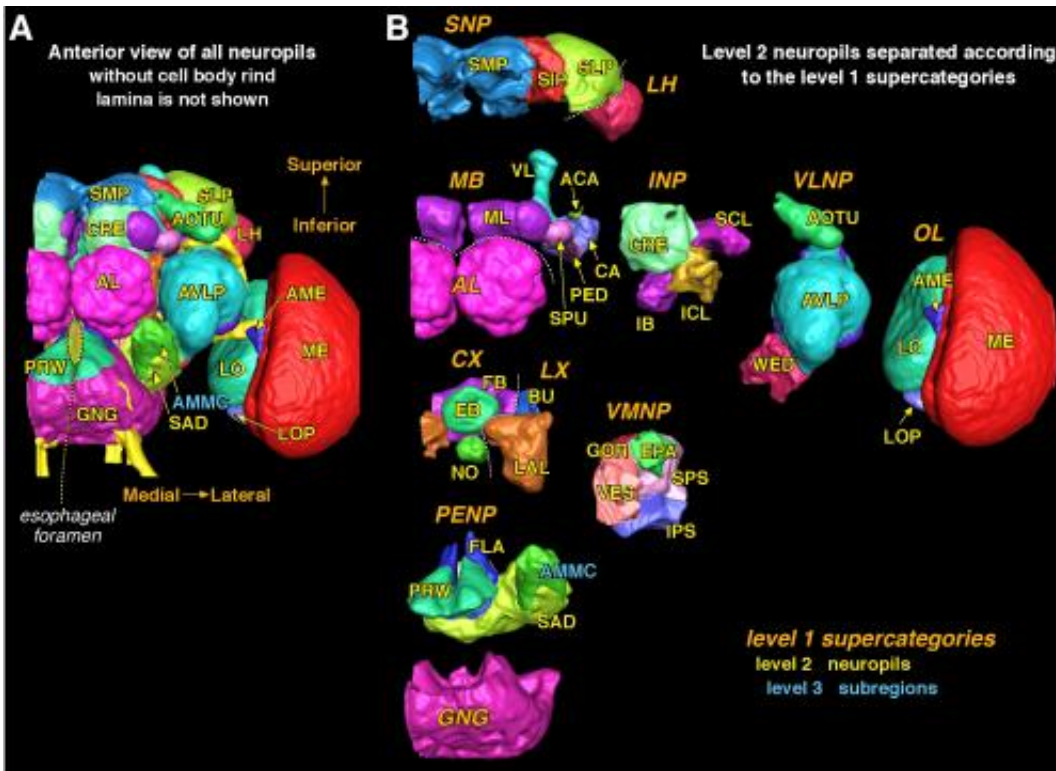 A
Anterior view of all neuropils
without cell body rind
lamina is not shown
Superior
Inferior
SMP
SLP
AOTU
CRE
LH
AL
AVLP
AME
ME
PRW
LO
AMMC
SAD
GNG
LOP
Medial → Lateral
esophageal
foramen
B
Level 2 neuropils separated according
to the level 1 supercategories
SNP
SMP
SIP
SLP
LH
MB
VL
ACA
ML
CA
PED
SPU
AL
INP
SCL
CRE
IB
ICL
VLNP
AOTU
AVLP
WED
OL
AME
LO
ME
LOP
CX
FB
EB
NO
LX
BU
LAL
VMNP
GOR
EPA
VES
SPS
IPS
PENP
FLA
PRW
AMMC
SAD
GNG
level 1 supercategories
level 2 neuropils
level 3 subregions